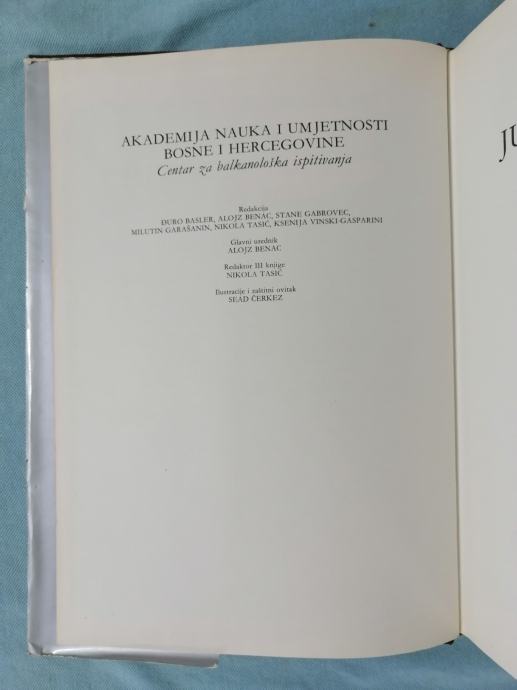 AKADEMIJA NAUKA I UMJETNOSTI
BOSNE I HERCEGOVINE
Centar za balkanološka ispitivanja
Redakcija
ĐURO BASLER, ALOJZ BENAC, STANE GABROVEC,
MILUTIN GARAŠANIN, NIKOLA TASIĆ, KSENIJA VINSKI-GASPARINI
Glavni urednik
ALOJZ BENAC
Redaktor III knjige
NIKOLA TASIĆ
Ilustracije i zaštitni ovitak
SEAD ČERKEZ